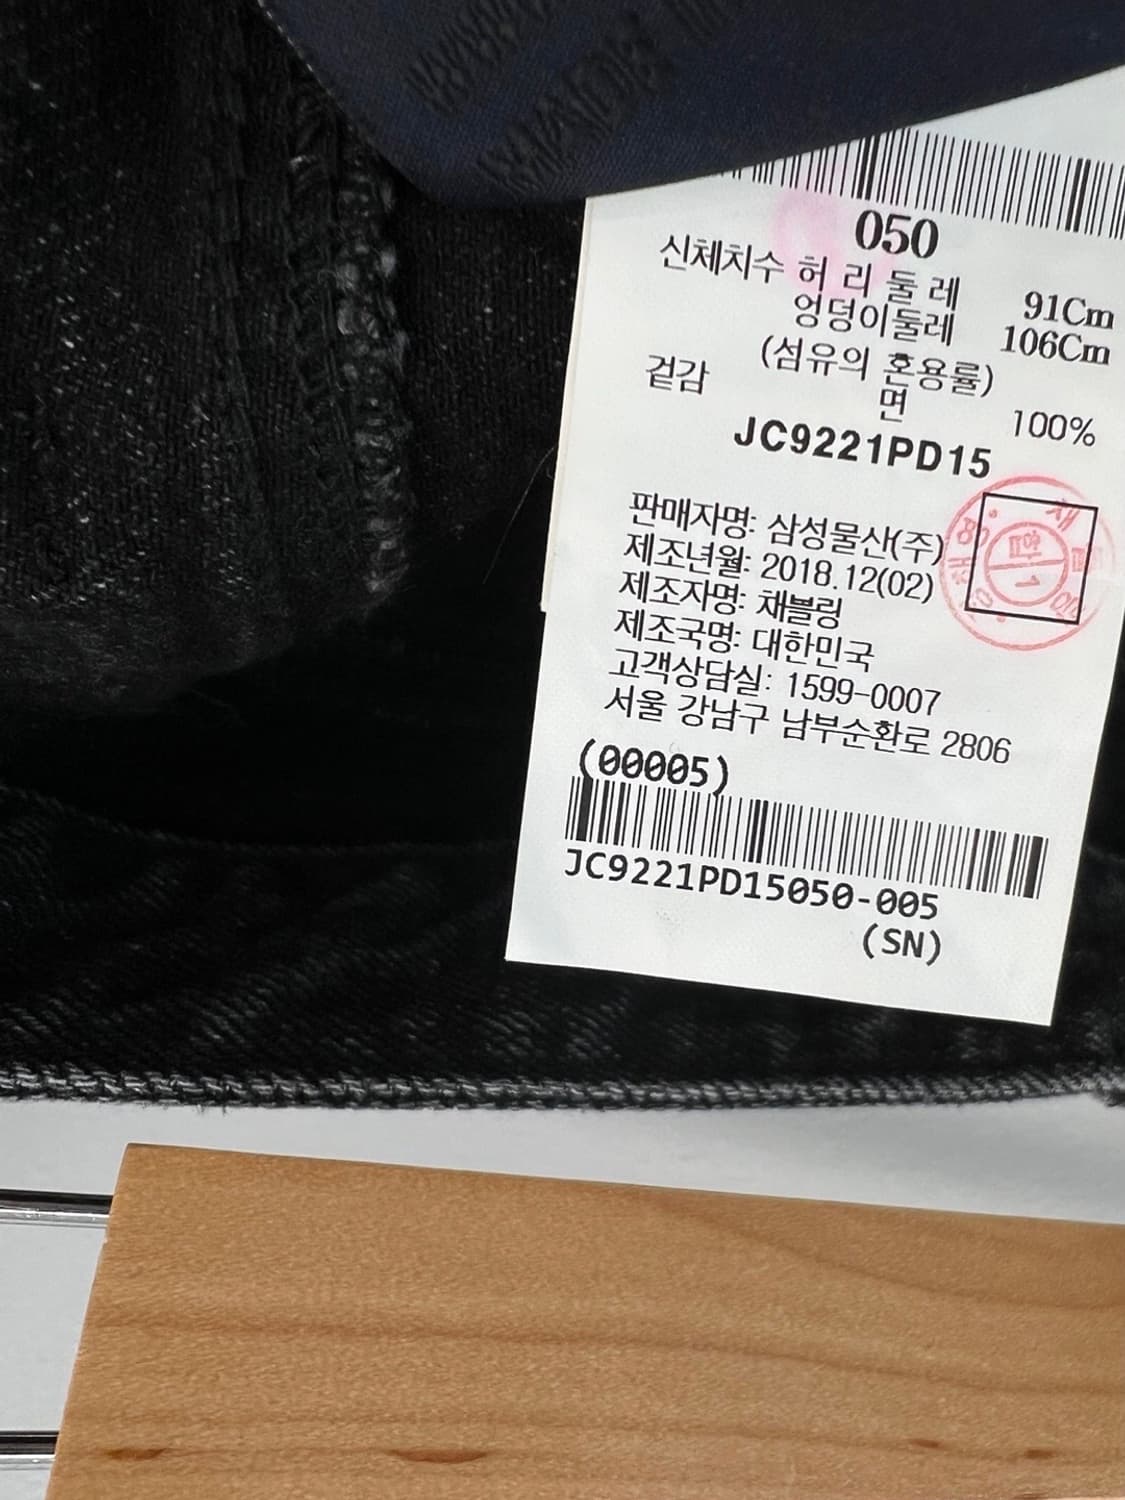 050
신체치수 허 리 둘 레 91Cm
엉덩이둘레 106Cm
(섬유의 혼용률)
겉감 면 100%
JC9221PD15
판매자명: 삼성물산(주)
제조년월: 2018.12(02)
제조자명: 채블링
제조국명: 대한민국
고객상담실: 1599-0007
서울 강남구 남부순환로 2806
(00005)
JC9221PD15050-005
(SN)